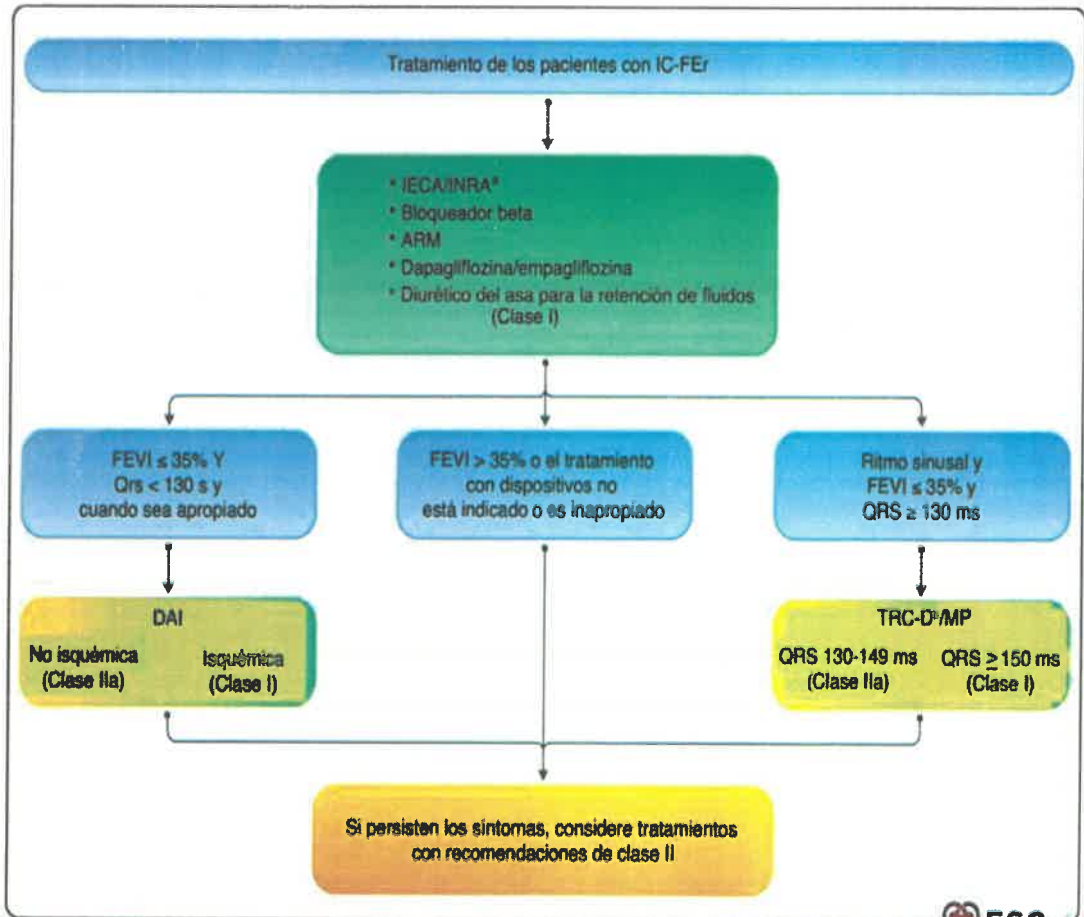 Tratamiento de los pacientes con IC-FEr
* IECA/INRAª
* Bloqueador beta
* ARM
* Dapagliflozina/empagliflozina
* Diurético del asa para la retención de fluidos
(Clase I)
FEVI ≤ 35% Y
Qrs < 130 s y
cuando sea apropiado
FEVI > 35% o el tratamiento
con dispositivos no
está indicado o es inapropiado
Ritmo sinusal y
FEVI ≤ 35% y
QRS ≥ 130 ms
DAI
No isquémica
(Clase IIa)
Isquémica
(Clase I)
TRC-D/MP
QRS 130-149 ms
(Clase IIa)
QRS ≥ 150 ms
(Clase I)
Si persisten los síntomas, considere tratamientos
con recomendaciones de clase II